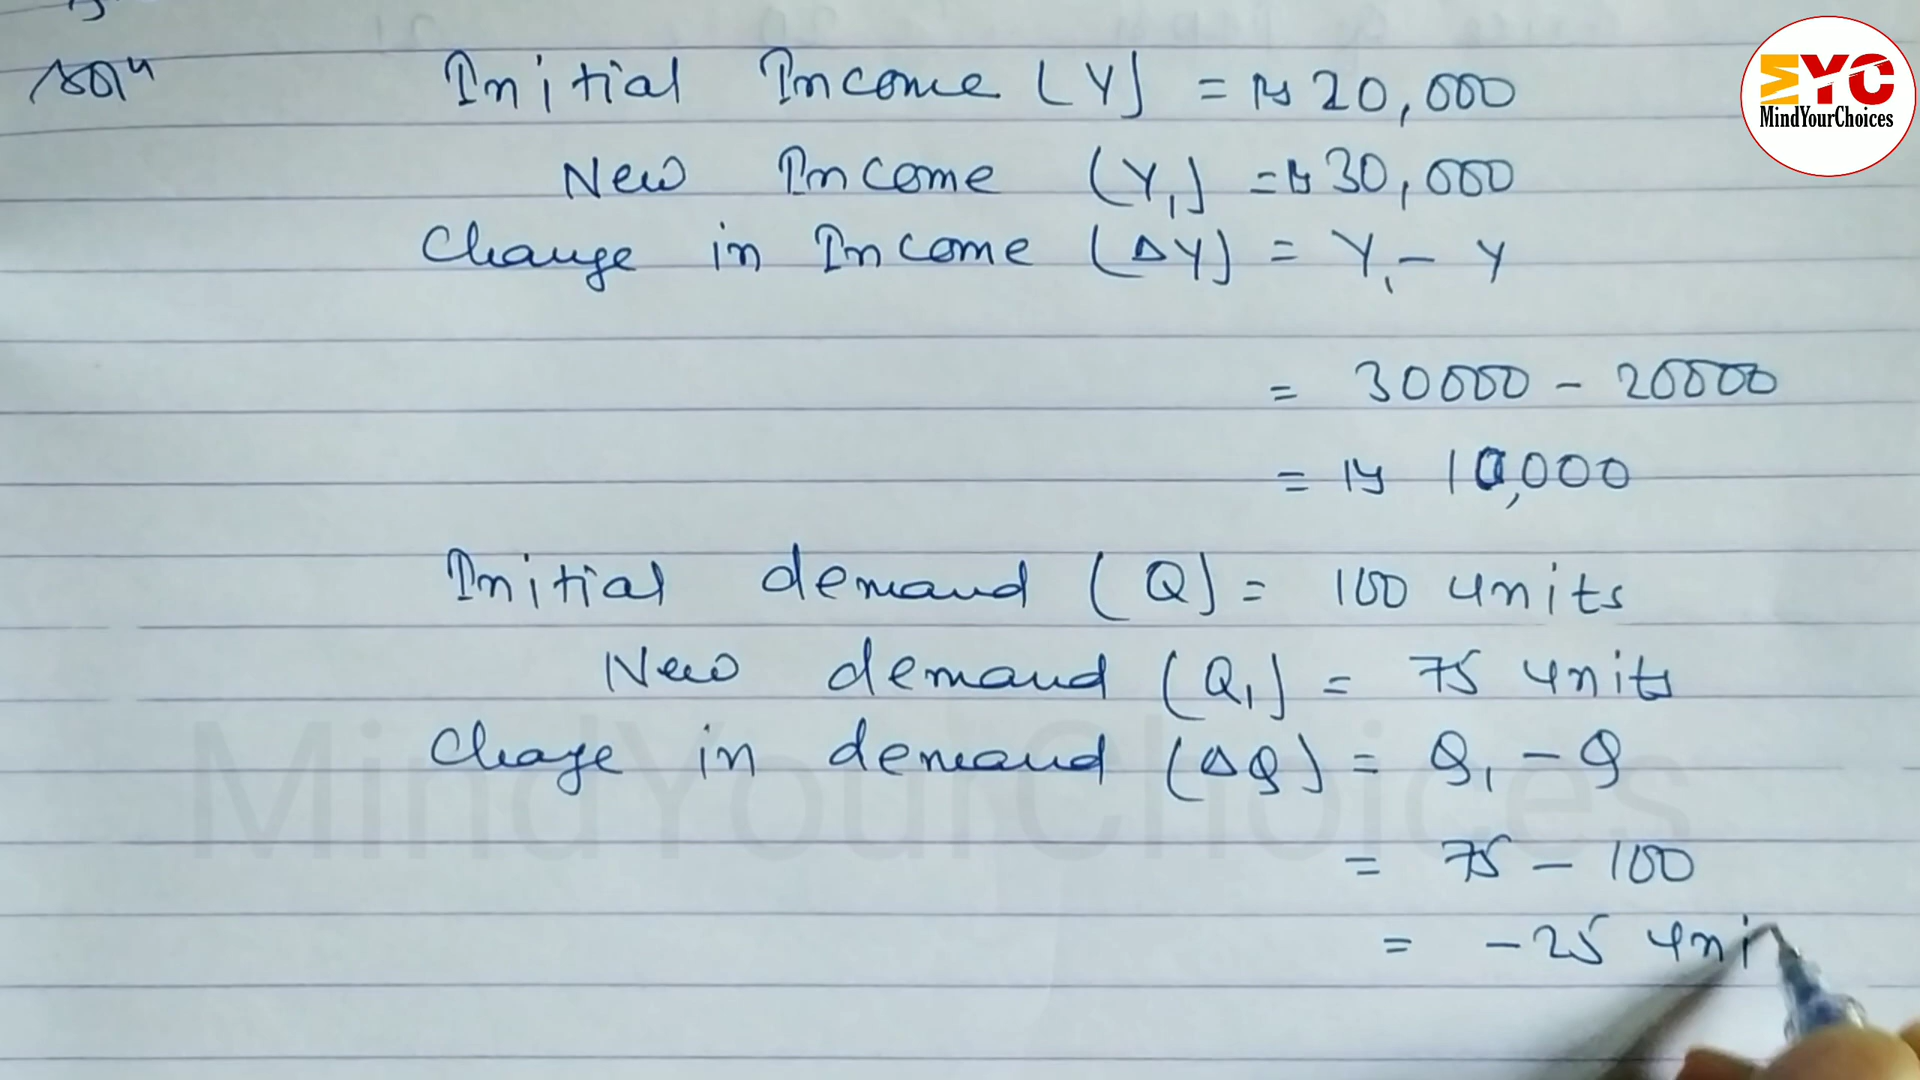 Soln
Initial Income (Y) = Rs 20,000
New Income (Y1) = Rs 30,000
Change in Income (ΔY) = Y1 - Y
= 30000 - 20000
= Rs 10,000
Initial demand (Q) = 100 units
New demand (Q1) = 75 units
Change in demand (ΔQ) = Q1 - Q
= 75 - 100
= -25 uni
MYC
MindYourChoices
MindYourChoices